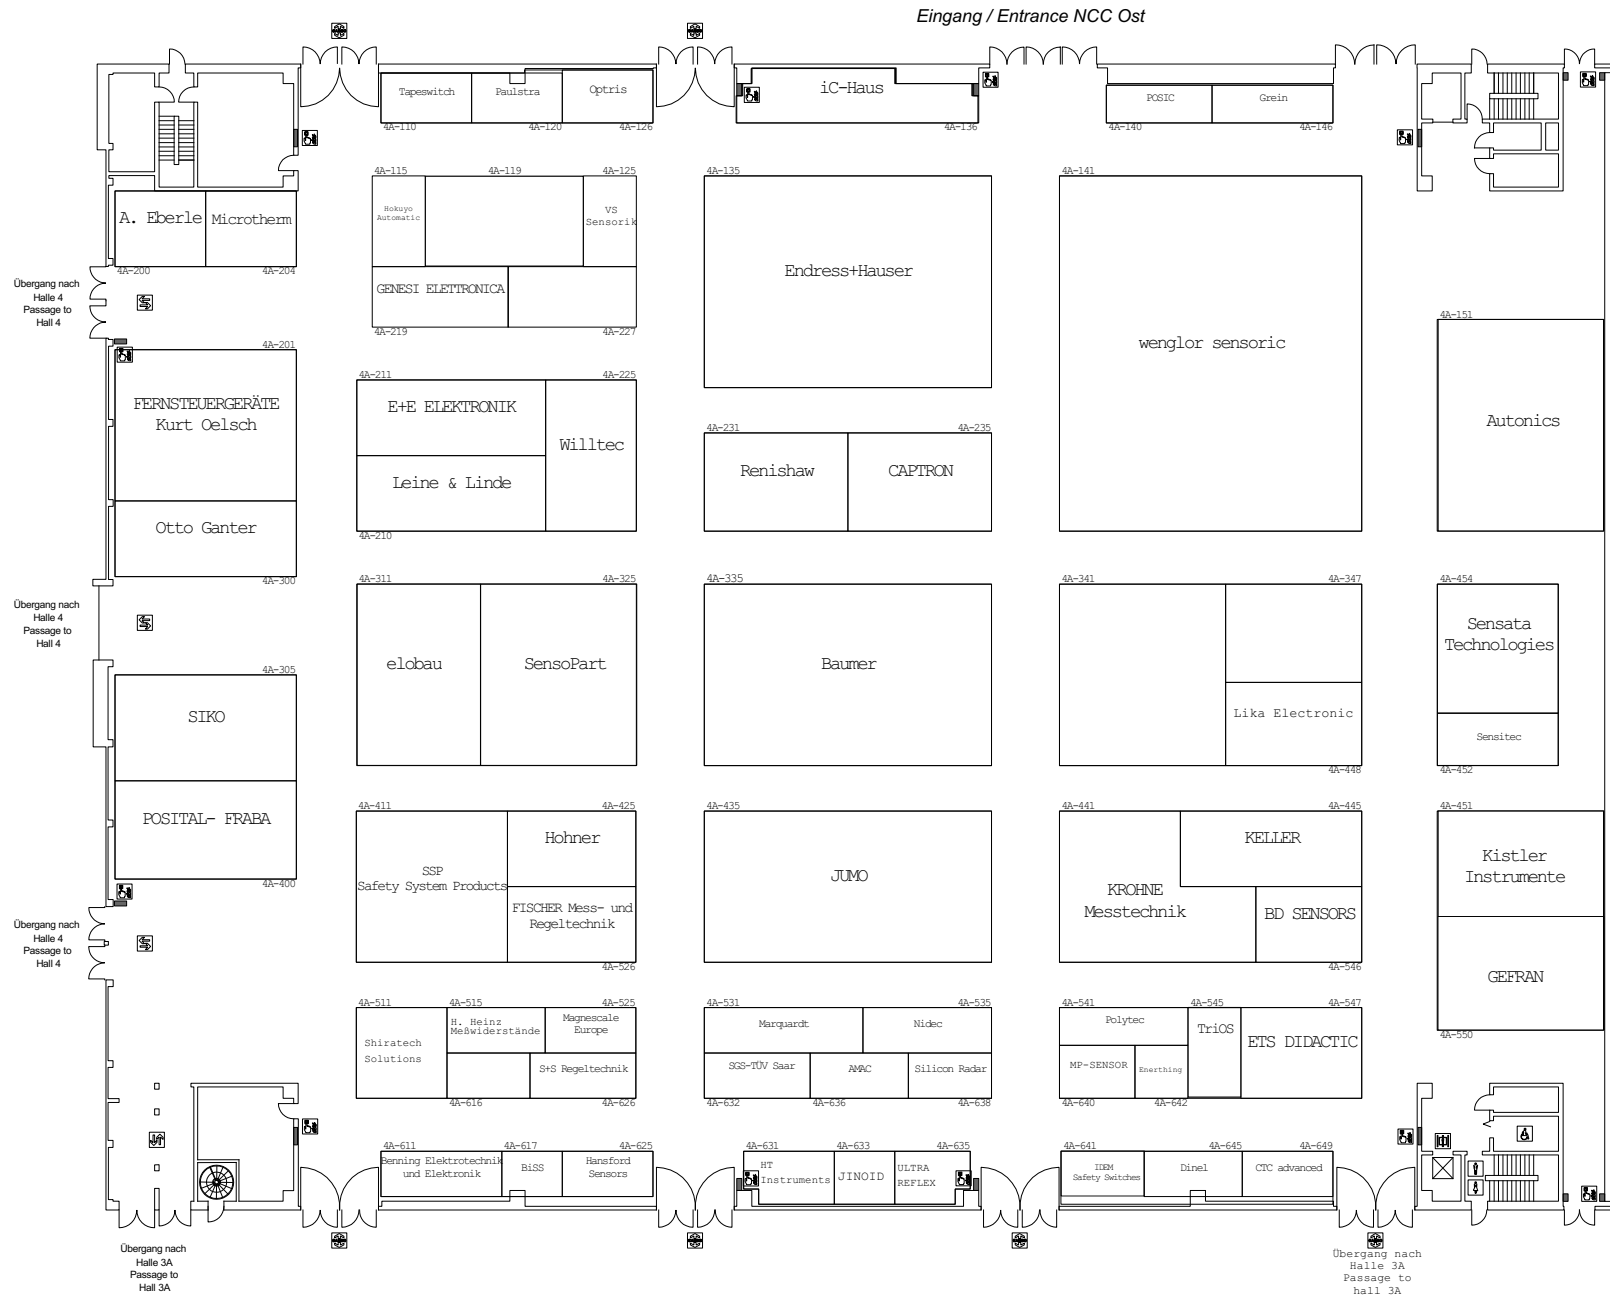 Eingang / Entrance NCC Ost
Tapeswitch
Paulstra
Optris
iC-Haus
POSIC
Grein
4A-110
4A-120
4A-126
4A-136
4A-140
4A-146
4A-115
4A-119
4A-125
4A-135
4A-141
A. Eberle
Microtherm
Hokuyo
Automatic
VS
Sensorik
4A-200
4A-204
Endress+Hauser
GENESI ELETTRONICA
Übergang nach
Halle 4
Passage to
Hall 4
4A-219
4A-227
4A-151
4A-201
wenglor sensoric
4A-211
4A-225
FERNSTEUERGERÄTE
Kurt Oelsch
E+E ELEKTRONIK
Willtec
Autonics
4A-231
4A-235
Leine & Linde
Renishaw
CAPTRON
Otto Ganter
4A-210
4A-300
4A-311
4A-325
4A-335
4A-341
4A-347
4A-454
Übergang nach
Halle 4
Passage to
Hall 4
Sensata
Technologies
4A-305
elobau
SensoPart
Baumer
SIKO
Lika Electronic
Sensitec
4A-448
4A-452
4A-411
4A-425
4A-435
4A-441
4A-445
4A-451
POSITAL- FRABA
Hohner
KELLER
SSP
Safety System Products
JUMO
Kistler
Instrumente
4A-400
KROHNE
Messtechnik
FISCHER Mess- und
Regeltechnik
BD SENSORS
Übergang nach
Halle 4
Passage to
Hall 4
4A-526
4A-546
GEFRAN
4A-511
4A-515
4A-525
4A-531
4A-535
4A-541
4A-545
4A-547
4A-550
H. Heinz
Meßwiderstände
Magnescale
Europe
Marquardt
Nidec
Polytec
TriOS
ETS DIDACTIC
Shiratech
Solutions
S+S Regeltechnik
SGS-TÜV Saar
AMAC
Silicon Radar
MP-SENSOR
Enerthing
4A-616
4A-626
4A-632
4A-636
4A-638
4A-640
4A-642
4A-611
4A-617
4A-625
4A-631
4A-633
4A-635
4A-641
4A-645
4A-649
Benning Elektrotechnik
und Elektronik
BiSS
Hansford
Sensors
HT
Instruments
JINOID
ULTRA
REFLEX
IDEM
Safety Switches
Dinel
CTC advanced
Übergang nach
Halle 3A
Passage to
Hall 3A
Übergang nach
Halle 3A
Passage to
hall 3A